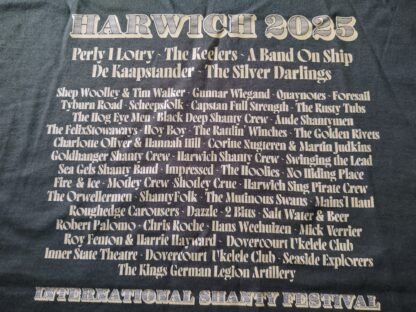 HARWICH 2025
Perly I Lotry - The Keelers - A Band On Ship
De Kaapstander - The Silver Darlings
Shep Woolley & Tim Walker - Gunnar Wiegand - Quaynotes - Foresail
Tyburn Road - Scheepsfolk - Capstan Full Strength - The Rusty Tubs
The Hog Eye Men - Black Deep Shanty Crew - Ände Shantymen
The FelixStowaways - Hoy Boy - The Rattlin' Winches - The Golden Rivets
Charlotte Oliver & Hannah Hill - Corine Nugteren & Martin Judkins
Goldhanger Shanty Crew - Harwich Shanty Crew - Swinging the Lead
Sea Gels Shanty Band - Impressed - The Hoolies - No Hiding Place
Fire & Ice - Motley Crew - Shotley Crue - Harwich Sing Pirate Crew
The Orwellermen - ShantyFolk - The Mutinous Swans - Mains'l Haul
Roughedge Carousers - Dazzle - 2 Bits - Salt Water & Beer
Robert Palomo - Chris Roche - Hans Weehuizen - Mick Verrier
Roy Fenton & Harrie Hayward - Dovercourt Ukelele Club
Inner State Theatre - Dovercourt Ukelele Club - Seaside Explorers
The Kings German Legion Artillery
INTERNATIONAL SHANTY FESTIVAL